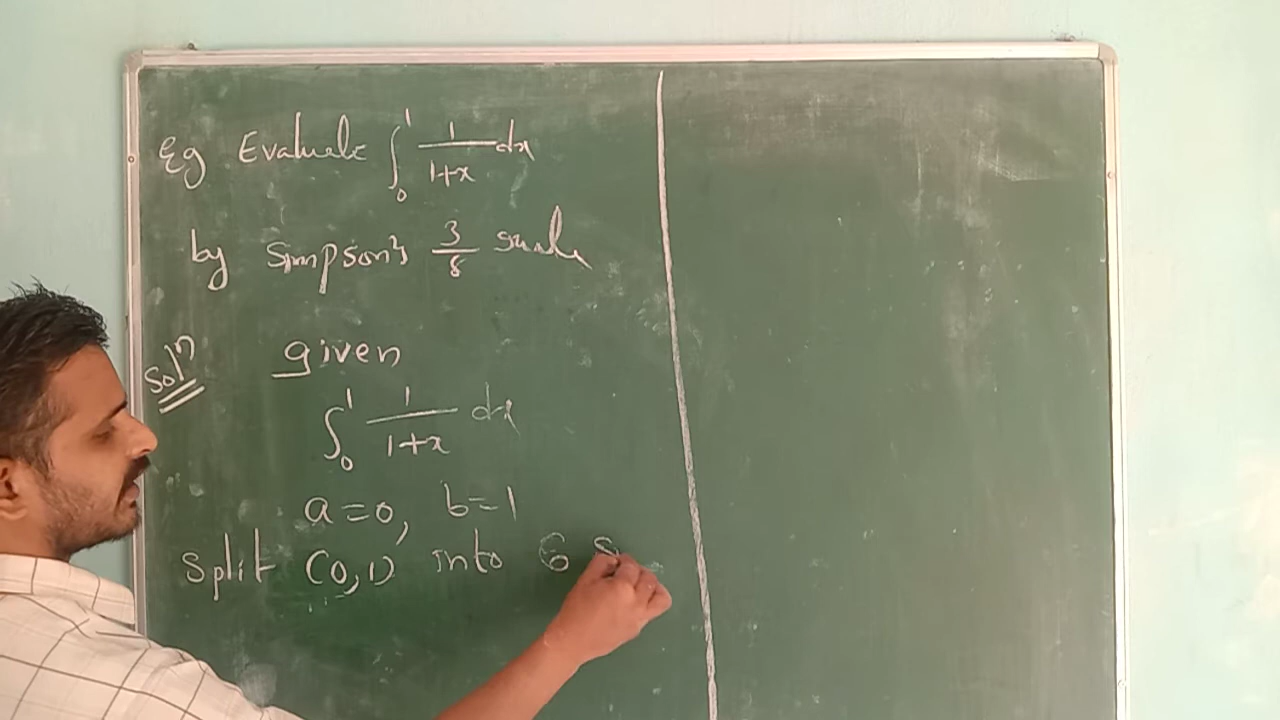 Eg Evaluate ∫₀¹ 1/(1+x) dx
by Simpson's 3/8 rule
Solⁿ given
∫₀¹ 1/(1+x) dx
a=0, b=1
Split (0,1) into 6 S